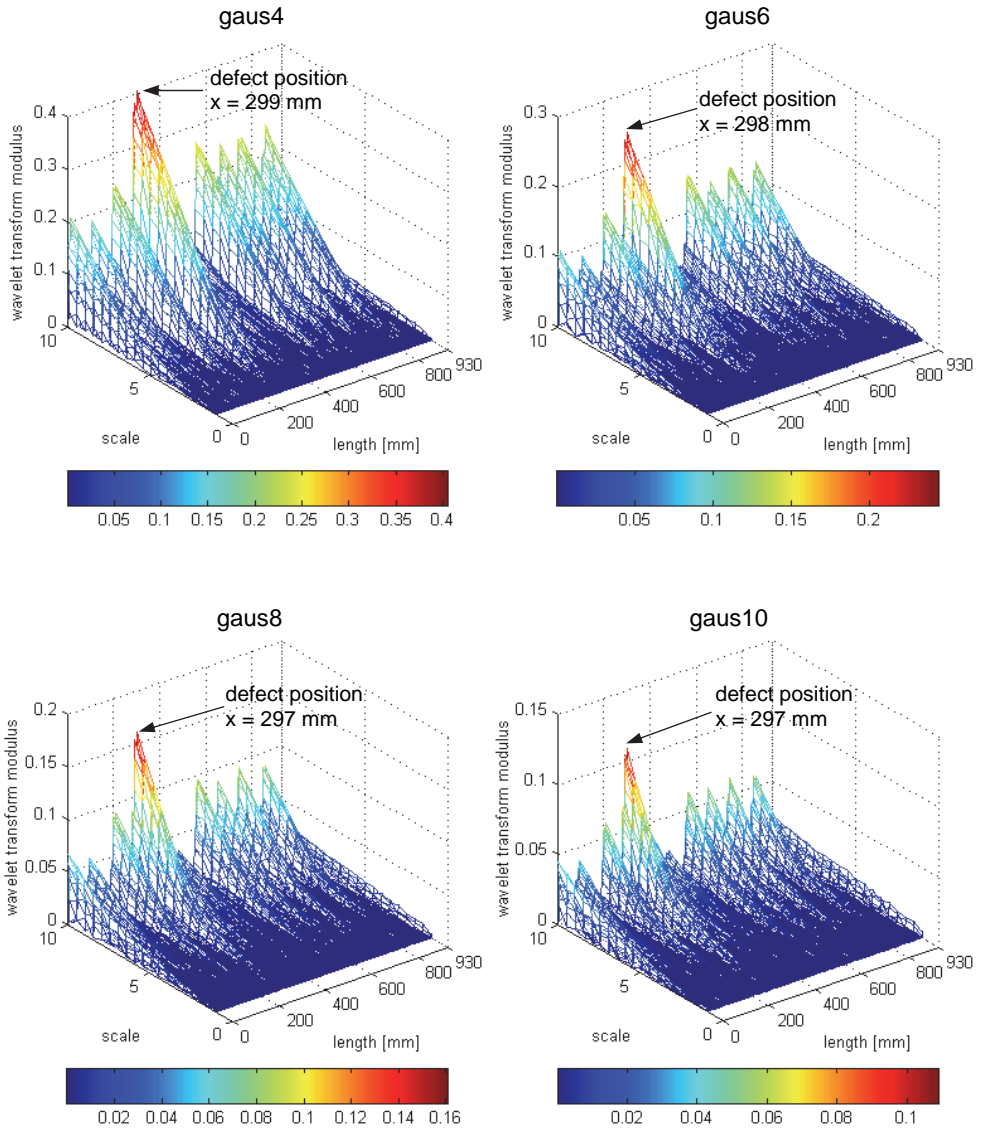 gaus4
defect position
x = 299 mm
wavelet transform modulus
0.4
0.3
0.2
0.1
0
10
5
0
scale
0
200
400
600
800
930
length [mm]
0.05 0.1 0.15 0.2 0.25 0.3 0.35 0.4
gaus6
defect position
x = 298 mm
wavelet transform modulus
0.3
0.2
0.1
0
10
5
0
scale
0
200
400
600
800
930
length [mm]
0.05 0.1 0.15 0.2
gaus8
defect position
x = 297 mm
wavelet transform modulus
0.2
0.15
0.1
0.05
0
10
5
0
scale
0
200
400
600
800
930
length [mm]
0.02 0.04 0.06 0.08 0.1 0.12 0.14 0.16
gaus10
defect position
x = 297 mm
wavelet transform modulus
0.15
0.1
0.05
0
10
5
0
scale
0
200
400
600
800
930
length [mm]
0.02 0.04 0.06 0.08 0.1